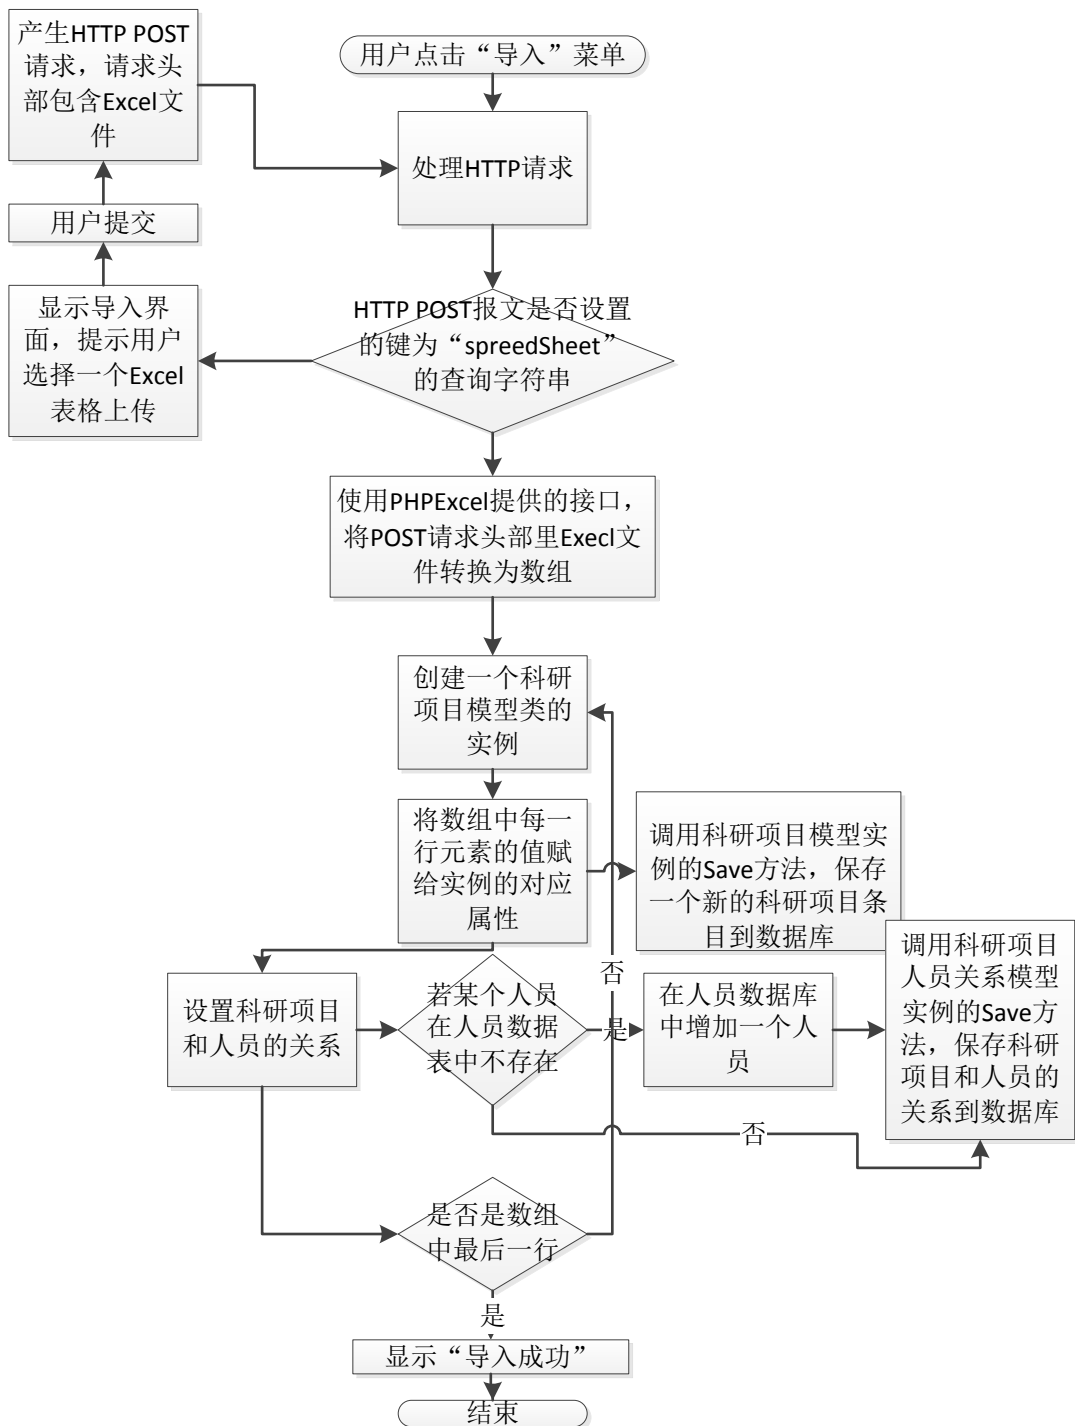 产生HTTP POST
请求，请求头
部包含Excel文
件
用户点击“导入”菜单
处理HTTP请求
用户提交
显示导入界
面，提示用户
选择一个Excel
表格上传
HTTP POST报文是否设置
的键为“spreedSheet”
的查询字符串
使用PHPExcel提供的接口，
将POST请求头部里Execl文
件转换为数组
创建一个科研
项目模型类的
实例
将数组中每一
行元素的值赋
给实例的对应
属性
调用科研项目模型实
例的Save方法，保存
一个新的科研项目条
目到数据库
设置科研项目
和人员的关系
若某个人员
在人员数据
表中不存在
否
是
在人员数据库
中增加一个人
员
调用科研项目
人员关系模型
实例的Save方
法，保存科研
项目和人员的
关系到数据库
否
是否是数组
中最后一行
是
显示“导入成功”
结束